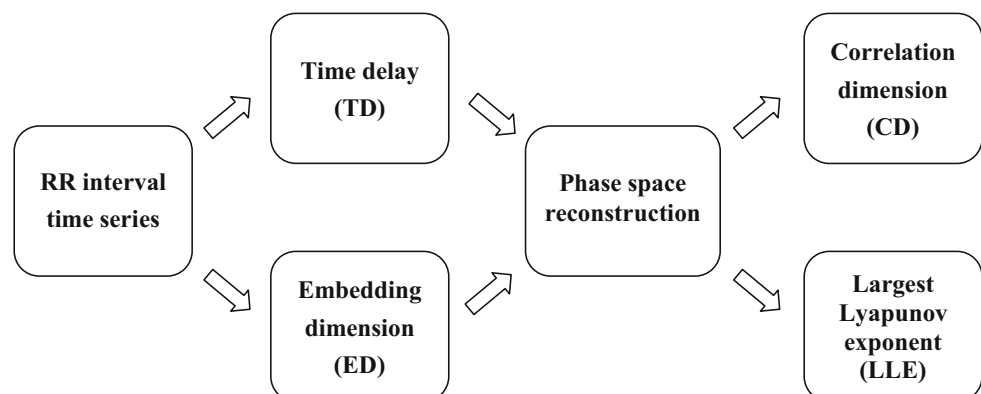 RR interval
time series
Time delay
(TD)
Embedding
dimension
(ED)
Phase space
reconstruction
Correlation
dimension
(CD)
Largest
Lyapunov
exponent
(LLE)